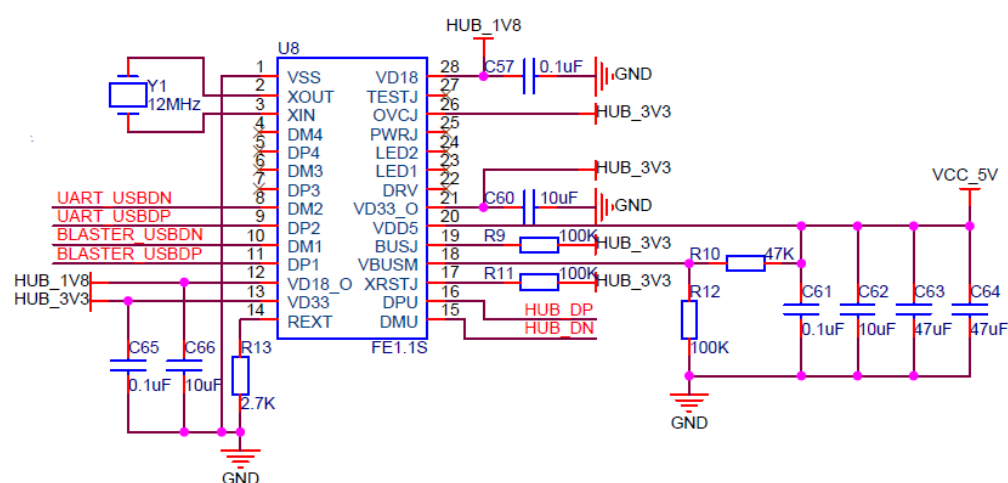 HUB_1V8
U8
1 VSS VD18 28 C57 0.1uF GND
Y1 2 XOUT TESTJ 27
12MHz 3 XIN OVCJ 26 HUB_3V3
4 DM4 PWRJ 25
5 DP4 LED2 24
6 DM3 LED1 23 HUB_3V3
7 DP3 DRV 22 VCC_5V
UART_USBDN 8 DM2 VD33_O 21 C60 10uF GND
UART_USBDP 9 DP2 VDD5 20
BLASTER_USBDN 10 DM1 BUSJ 19 R9 100K HUB_3V3
BLASTER_USBDP 11 DP1 VBUSM 18 R10 47K
HUB_1V8 12 VD18_O XRSTJ 17 R11 100K HUB_3V3
HUB_3V3 13 VD33 DPU 16 HUB_DP R12 C61 C62 C63 C64
14 REXT DMU 15 HUB_DN 0.1uF 10uF 47uF 47uF
C65 C66 R13 FE1.1S 100K
0.1uF 10uF 2.7K
GND
GND